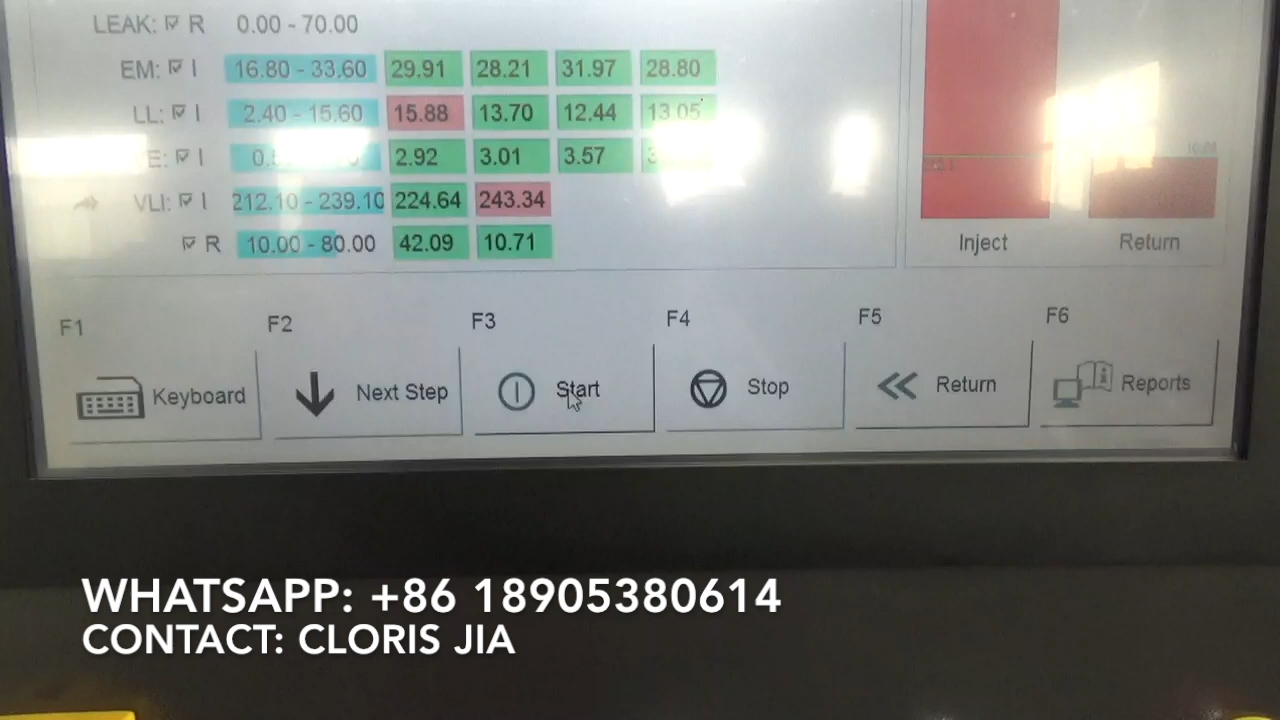 LEAK: R 0.00 - 70.00
EM: I 16.80 - 33.60 29.91 28.21 31.97 28.80
LL: I 2.40 - 15.60 15.88 13.70 12.44 13.05
I 2.92 3.01 3.57
VLI: I 212.10 - 239.10 224.64 243.34
R 10.00 - 80.00 42.09 10.71
Inject Return
F1 F2 F3 F4 F5 F6
Keyboard Next Step Start Stop Return Reports
WHATSAPP: +86 18905380614
CONTACT: CLORIS JIA